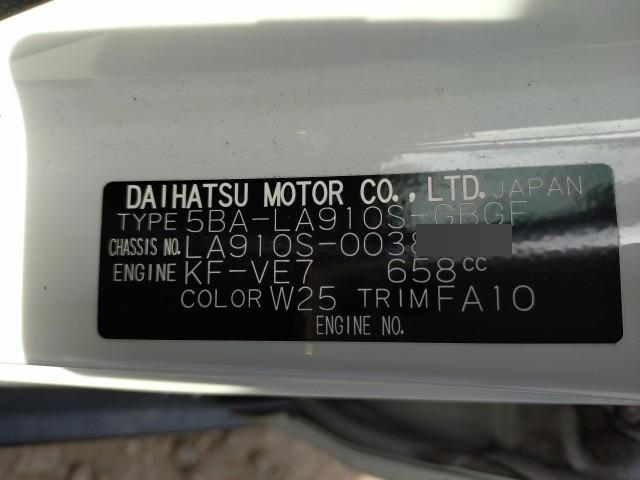 DAIHATSU MOTOR CO., LTD. JAPAN
TYPE 5BA-LA910S-GBGF
CHASSIS NO. LA910S-0038
ENGINE KF-VE7 658cc
COLOR W25 TRIM FA10
ENGINE NO.